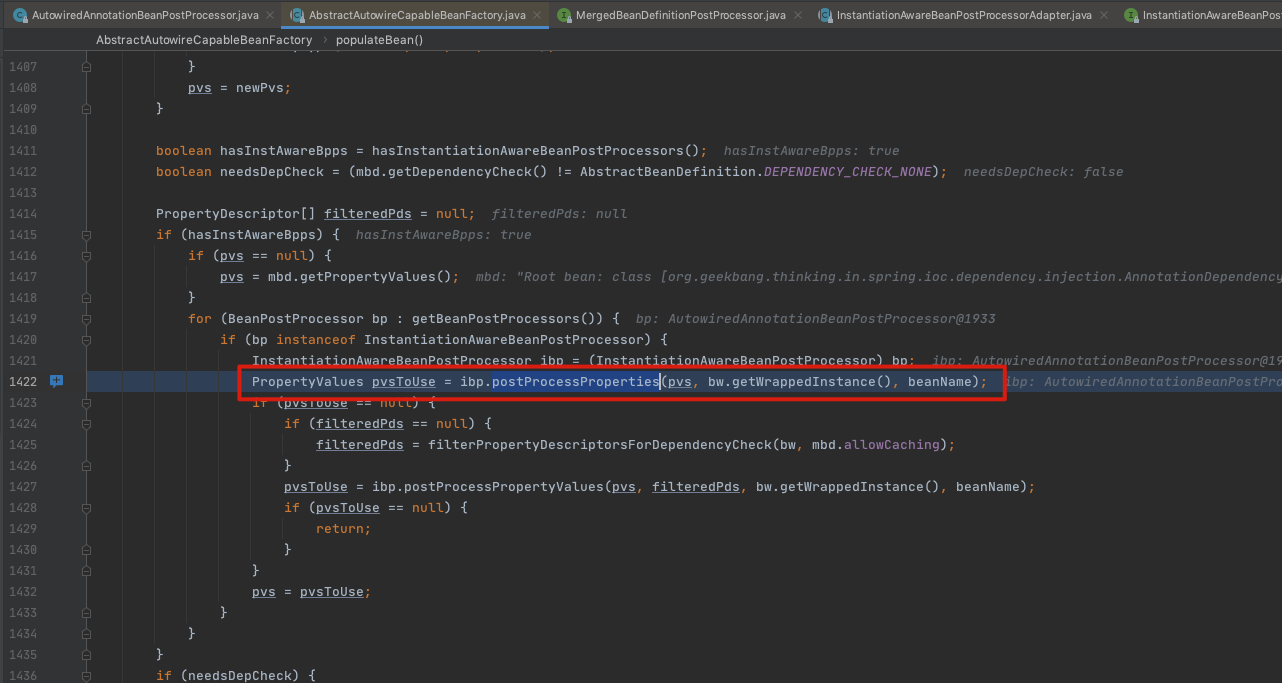 AutowiredAnnotationBeanPostProcessor.java × AbstractAutowireCapableBeanFactory.java × MergedBeanDefinitionPostProcessor.java × InstantiationAwareBeanPostProcessorAdapter.java × InstantiationAwareBeanPost
AbstractAutowireCapableBeanFactory > populateBean()
1407 }
1408 pvs = newPvs;
1409 }
1410
1411 boolean hasInstAwareBpps = hasInstantiationAwareBeanPostProcessors(); hasInstAwareBpps: true
1412 boolean needsDepCheck = (mbd.getDependencyCheck() != AbstractBeanDefinition.DEPENDENCY_CHECK_NONE); needsDepCheck: false
1413
1414 PropertyDescriptor[] filteredPds = null; filteredPds: null
1415 if (hasInstAwareBpps) { hasInstAwareBpps: true
1416 if (pvs == null) {
1417 pvs = mbd.getPropertyValues(); mbd: "Root bean: class [org.geekbang.thinking.in.spring.ioc.dependency.injection.AnnotationDependency
1418 }
1419 for (BeanPostProcessor bp : getBeanPostProcessors()) { bp: AutowiredAnnotationBeanPostProcessor@1933
1420 if (bp instanceof InstantiationAwareBeanPostProcessor) {
1421 InstantiationAwareBeanPostProcessor ibp = (InstantiationAwareBeanPostProcessor) bp; ibp: AutowiredAnnotationBeanPostProcessor@19
1422 PropertyValues pvsToUse = ibp.postProcessProperties(pvs, bw.getWrappedInstance(), beanName); ibp: AutowiredAnnotationBeanPostPro
1423 if (pvsToUse == null) {
1424 if (filteredPds == null) {
1425 filteredPds = filterPropertyDescriptorsForDependencyCheck(bw, mbd.allowCaching);
1426 }
1427 pvsToUse = ibp.postProcessPropertyValues(pvs, filteredPds, bw.getWrappedInstance(), beanName);
1428 if (pvsToUse == null) {
1429 return;
1430 }
1431 }
1432 pvs = pvsToUse;
1433 }
1434 }
1435 }
1436 if (needsDepCheck) {